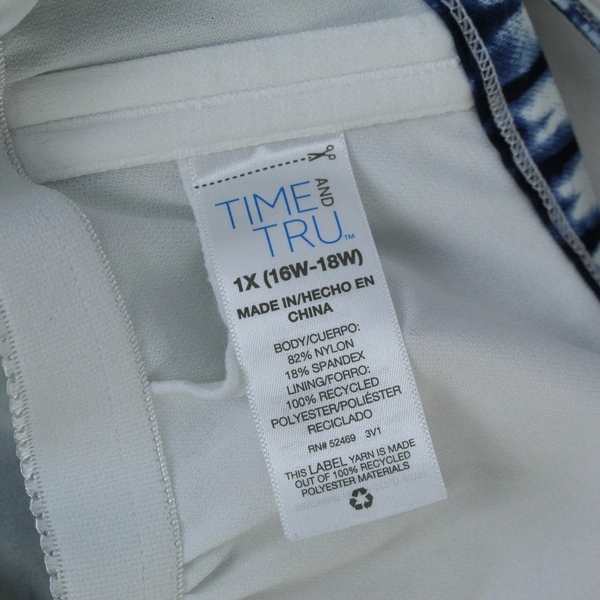 TIME AND
TRU™
1X (16W-18W)
MADE IN/HECHO EN
CHINA
BODY/CUERPO:
82% NYLON
18% SPANDEX
LINING/FORRO:
100% RECYCLED
POLYESTER/POLIÉSTER
RECICLADO
RN# 52469 3V1
THIS LABEL YARN IS MADE
OUT OF 100% RECYCLED
POLYESTER MATERIALS